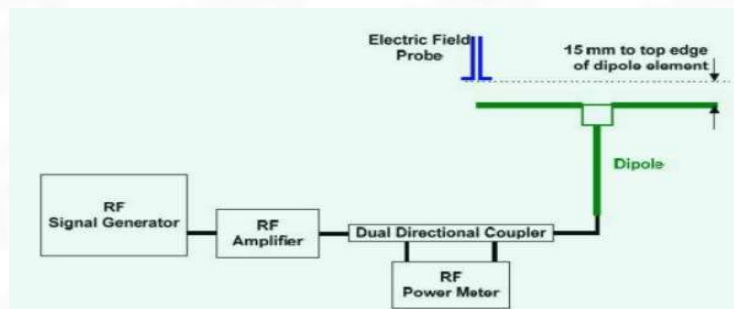 Electric Field
Probe
15 mm to top edge
of dipole element
Dipole
RF
Signal Generator
RF
Amplifier
Dual Directional Coupler
RF
Power Meter